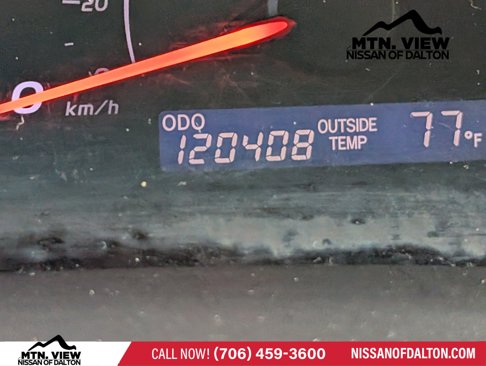 20
MTN. VIEW
NISSAN OF DALTON
0
km/h
ODO
120408
OUTSIDE
TEMP
77°F
MTN. VIEW
NISSAN OF DALTON
CALL NOW! (706) 459-3600
NISSANOFDALTON.COM